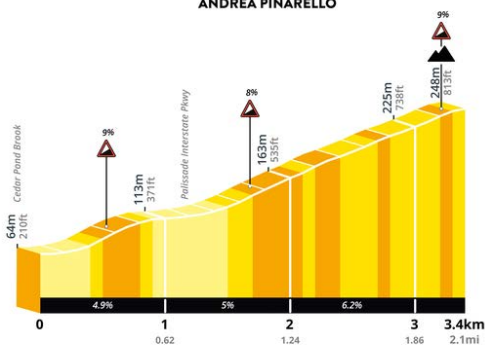 ANDREA PINARELLO
9%
248m
813ft
225m
738ft
8%
163m
535ft
Palissade Interstate Pkwy
9%
113m
371ft
Cedar Pond Brook
64m
210ft
4.9%
5%
6.2%
0 1 2 3 3.4km
0.62 1.24 1.86 2.1mi